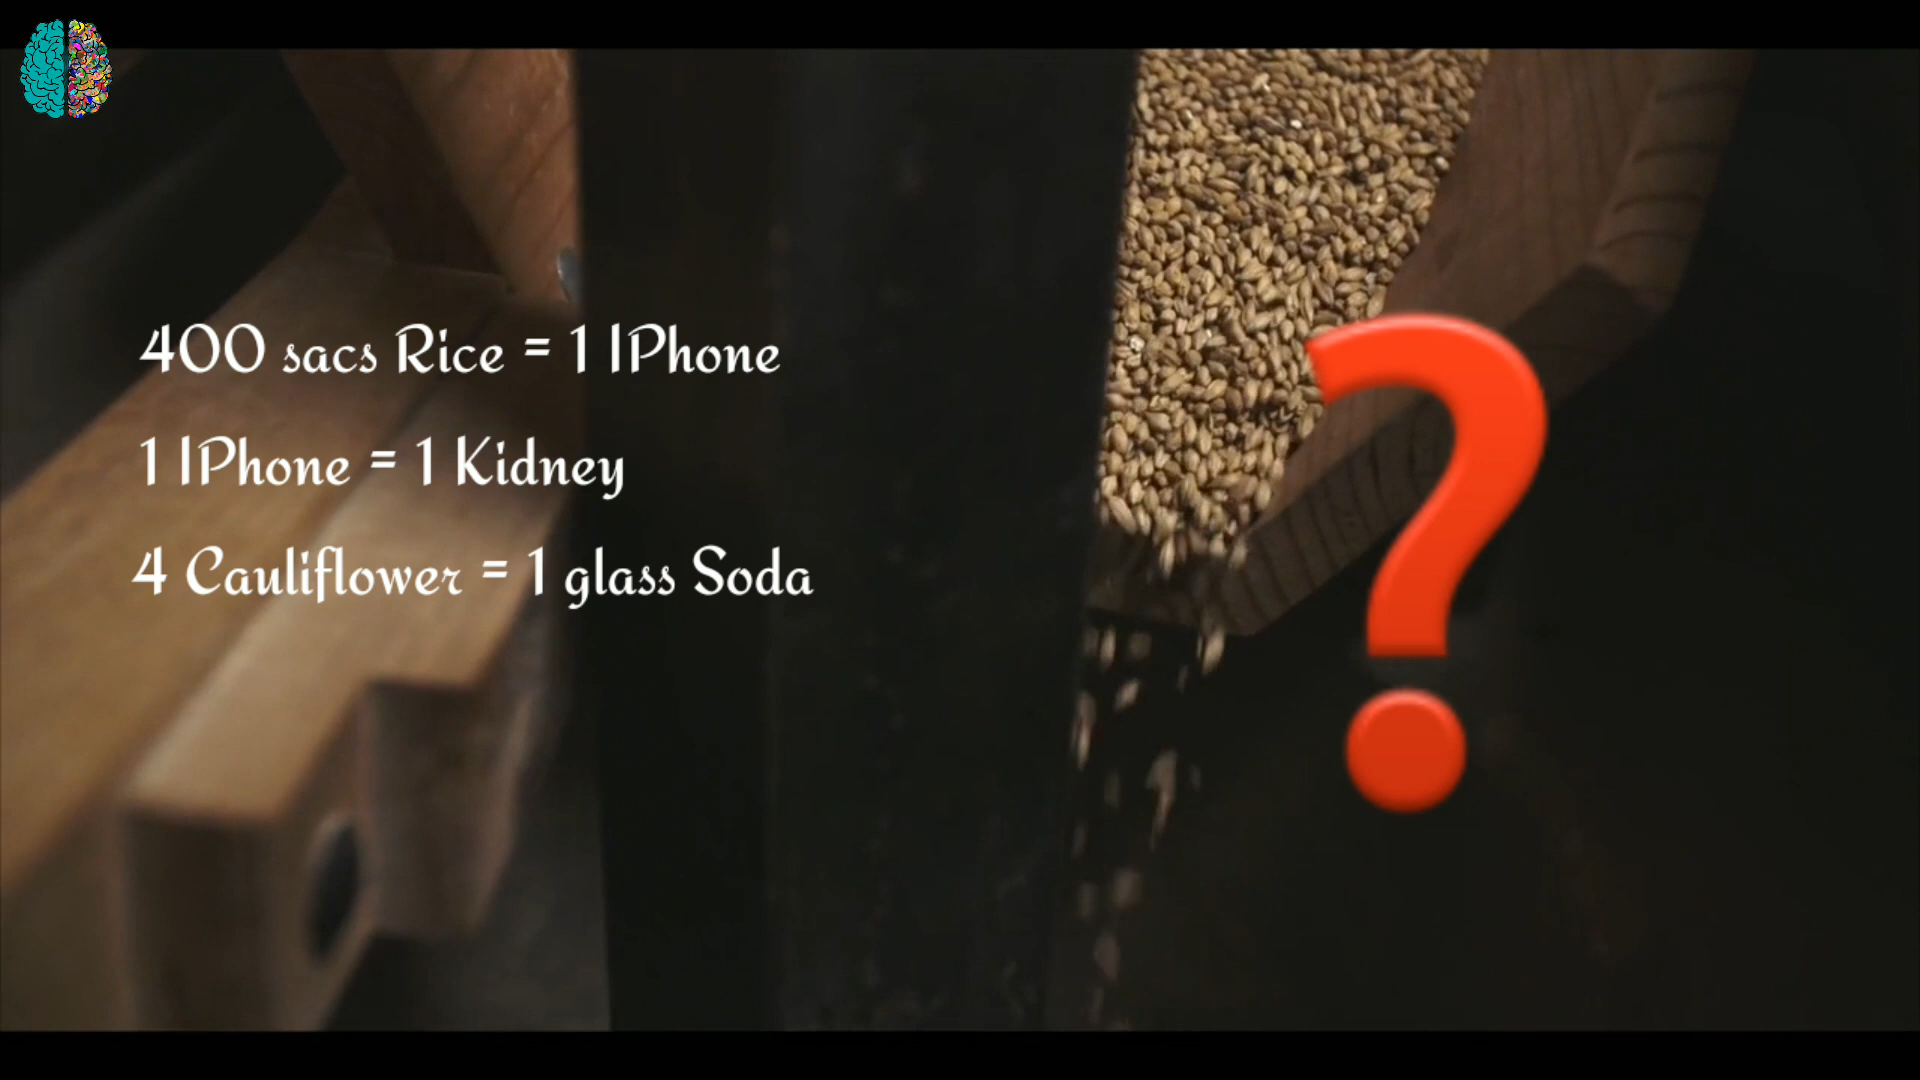 400 sacs Rice = 1 IPhone
1 IPhone = 1 Kidney
4 Cauliflower = 1 glass Soda